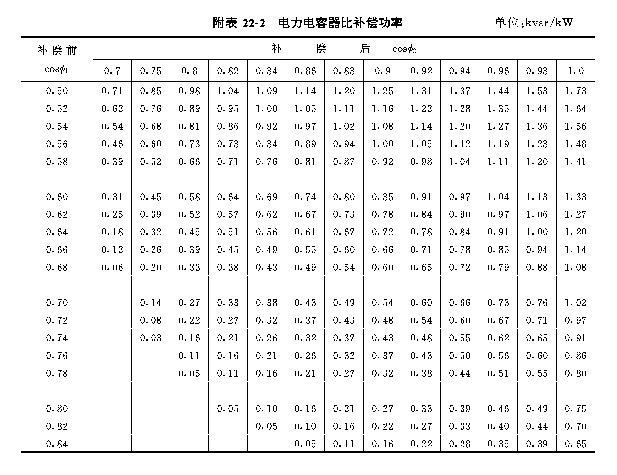 附表 22-2 电力电容器比补偿功率 单位;kvar/kW
补偿前 补偿后 cosφ₂
cosφ₁ 0.7 0.75 0.8 0.82 0.84 0.86 0.83 0.9 0.92 0.94 0.96 0.93 1.0
0.50 0.71 0.85 0.98 1.04 1.09 1.14 1.20 1.25 1.31 1.37 1.44 1.53 1.73
0.52 0.62 0.76 0.89 0.95 1.00 1.05 1.11 1.16 1.22 1.28 1.35 1.44 1.64
0.54 0.54 0.68 0.81 0.86 0.92 0.97 1.02 1.08 1.14 1.20 1.27 1.36 1.56
0.56 0.46 0.60 0.73 0.73 0.84 0.89 0.94 1.00 1.05 1.12 1.19 1.23 1.48
0.58 0.39 0.52 0.66 0.71 0.76 0.81 0.87 0.92 0.98 1.04 1.11 1.20 1.41
0.60 0.31 0.45 0.58 0.64 0.69 0.74 0.80 0.85 0.91 0.97 1.04 1.13 1.33
0.62 0.25 0.39 0.52 0.57 0.62 0.67 0.73 0.78 0.84 0.90 0.97 1.06 1.27
0.64 0.18 0.32 0.45 0.51 0.56 0.61 0.67 0.72 0.78 0.84 0.91 1.00 1.20
0.66 0.12 0.26 0.39 0.45 0.49 0.55 0.60 0.66 0.71 0.78 0.85 0.94 1.14
0.68 0.06 0.20 0.33 0.38 0.43 0.49 0.54 0.60 0.65 0.72 0.79 0.88 1.08
0.70 0.14 0.27 0.33 0.38 0.43 0.49 0.54 0.60 0.66 0.73 0.76 1.02
0.72 0.08 0.22 0.27 0.32 0.37 0.43 0.48 0.54 0.60 0.67 0.71 0.97
0.74 0.03 0.16 0.21 0.26 0.32 0.37 0.43 0.48 0.55 0.62 0.65 0.91
0.76 0.11 0.16 0.21 0.26 0.32 0.37 0.43 0.50 0.56 0.60 0.86
0.78 0.05 0.11 0.16 0.21 0.27 0.32 0.38 0.44 0.51 0.55 0.80
0.80 0.05 0.10 0.16 0.21 0.27 0.33 0.39 0.46 0.49 0.75
0.82 0.05 0.10 0.16 0.22 0.27 0.33 0.40 0.44 0.70
0.84 0.05 0.11 0.16 0.22 0.28 0.35 0.39 0.65